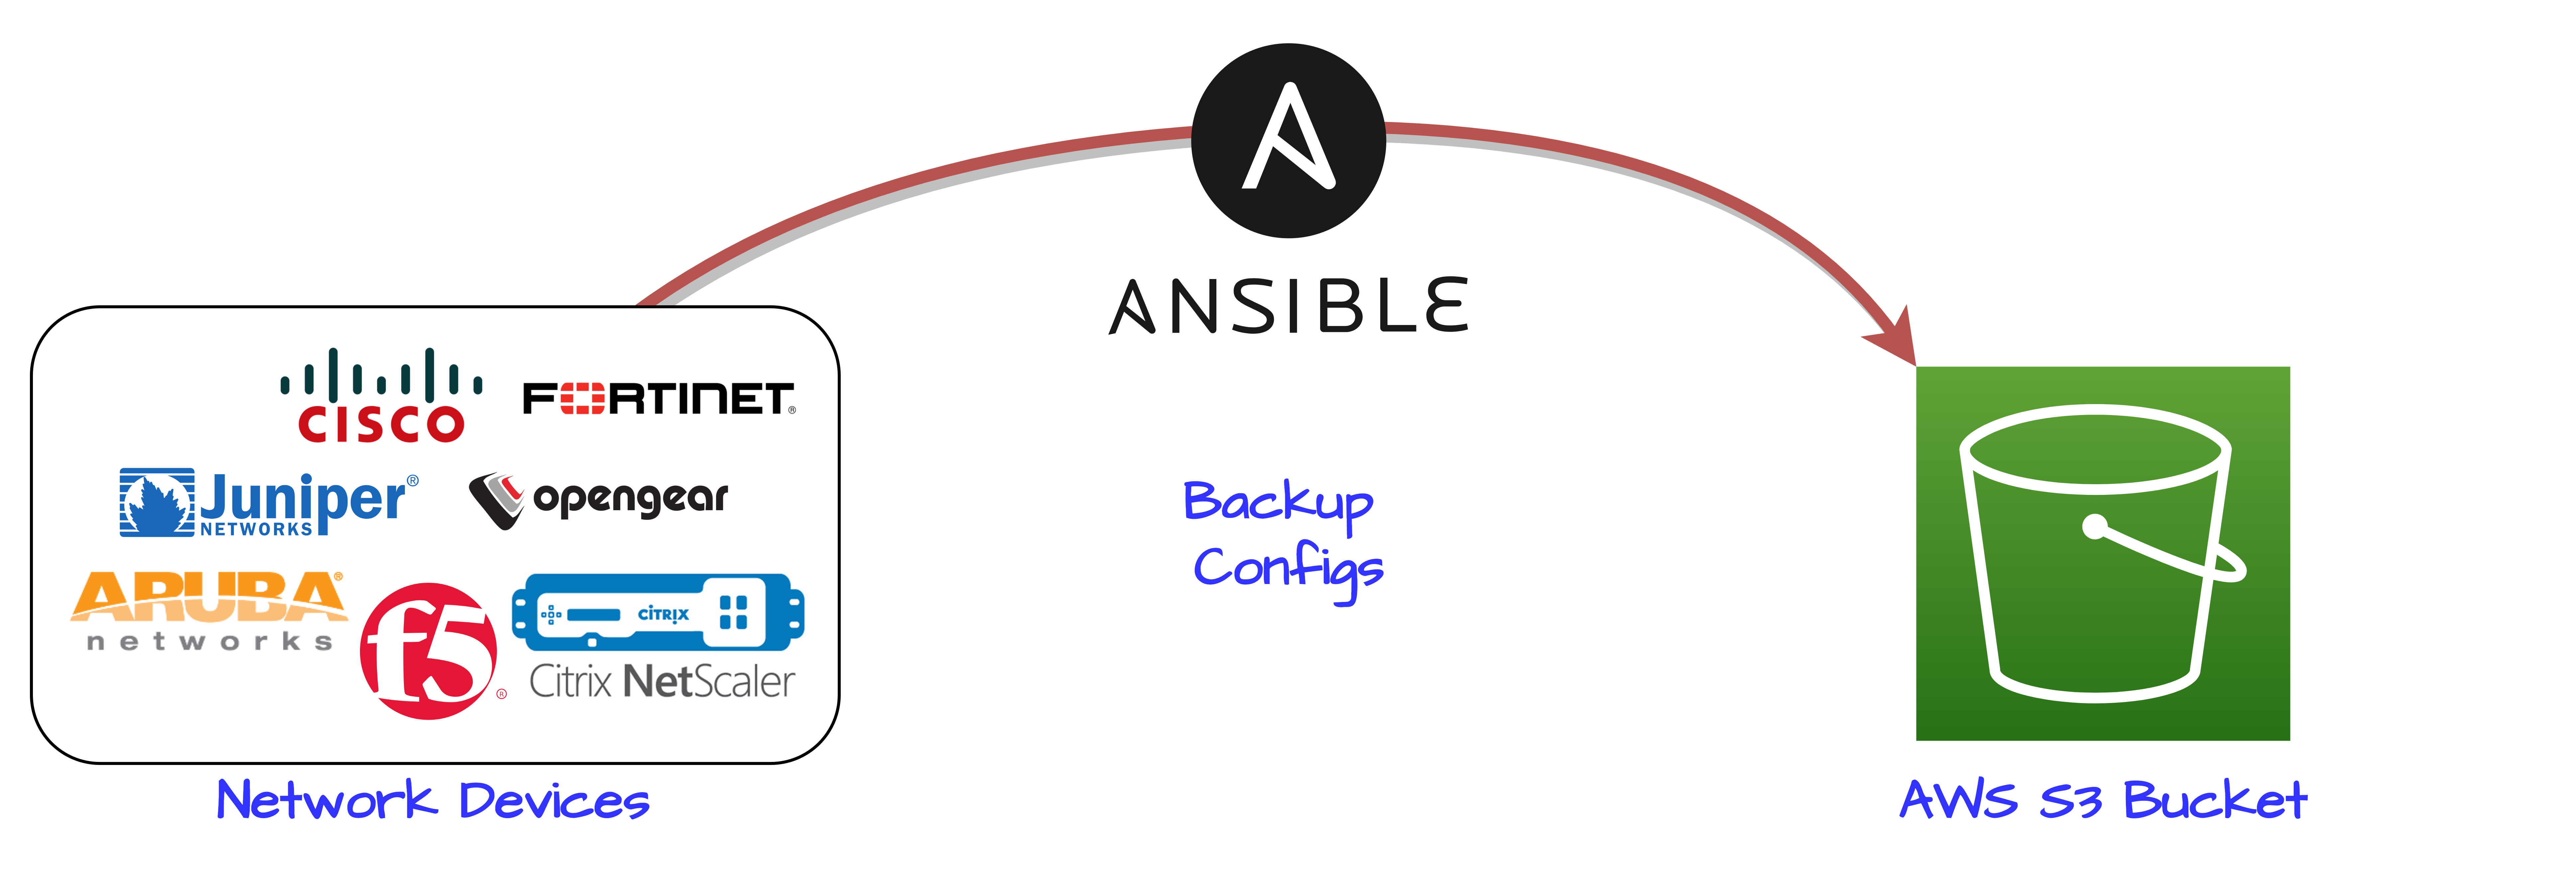 ANSIBLE
CISCO
FORTINET®
Juniper®
NETWORKS
opengear
ARUBA®
networks
f5®
CITRIX
Citrix NetScaler
Backup
Configs
Network Devices
AWS S3 Bucket